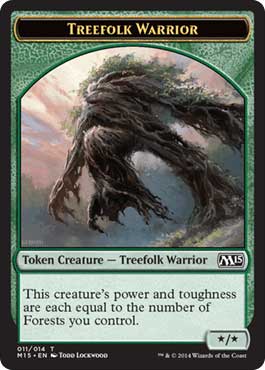 TREEFOLK WARRIOR
Token Creature — Treefolk Warrior
M15
This creature's power and toughness
are each equal to the number of
Forests you control.
*/*
011/014 T
M15 • EN TODD LOCKWOOD
™ & © 2014 Wizards of the Coast